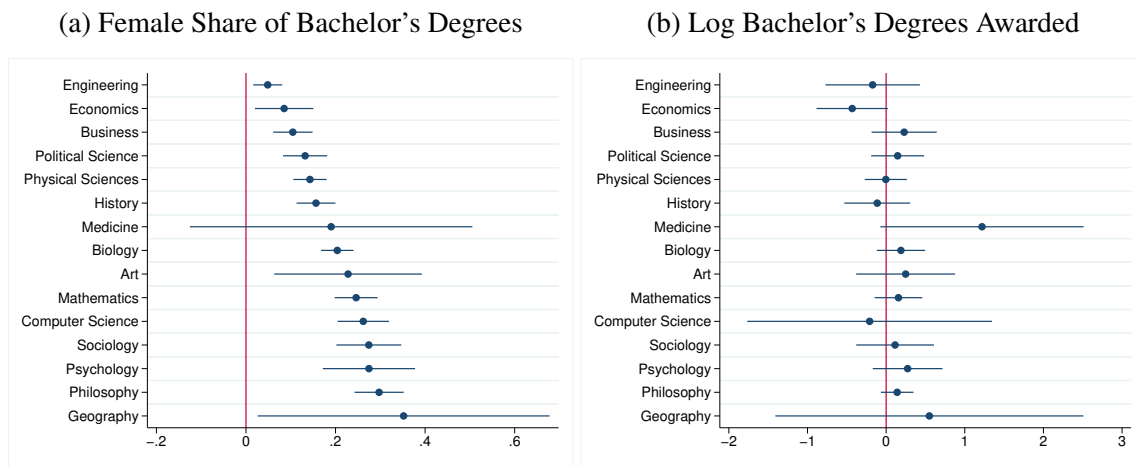 (a) Female Share of Bachelor’s Degrees
Engineering
Economics
Business
Political Science
Physical Sciences
History
Medicine
Biology
Art
Mathematics
Computer Science
Sociology
Psychology
Philosophy
Geography
−.2 0 .2 .4 .6
(b) Log Bachelor’s Degrees Awarded
Engineering
Economics
Business
Political Science
Physical Sciences
History
Medicine
Biology
Art
Mathematics
Computer Science
Sociology
Psychology
Philosophy
Geography
−2 −1 0 1 2 3